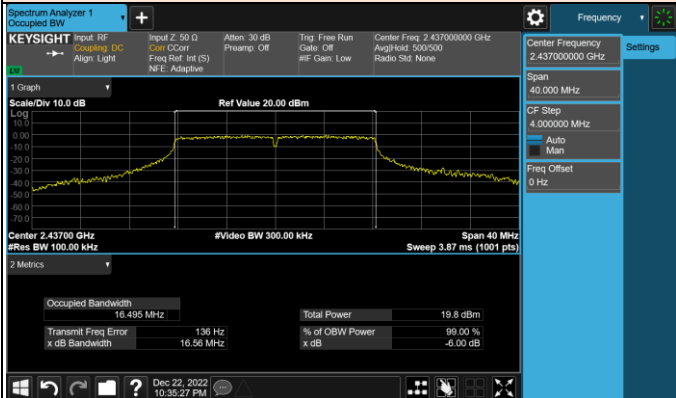 Spectrum Analyzer 1
Occupied BW
Frequency
KEYSIGHT
Input: RF
Coupling: DC
Align: Light
Input Z: 50 Ω
Corr CCorr
Freq Ref: Int (S)
NFE: Adaptive
Atten: 30 dB
Preamp: Off
Trig: Free Run
Gate: Off
#IF Gain: Low
Center Freq: 2.437000000 GHz
Avg|Hold: 500/500
Radio Std: None
LU
Center Frequency
2.437000000 GHz
Settings
Span
40.000 MHz
CF Step
4.000000 MHz
Auto
Man
Freq Offset
0 Hz
1 Graph
Scale/Div 10.0 dB
Ref Value 20.00 dBm
Log
10.0
0.00
-10.0
-20.0
-30.0
-40.0
-50.0
-60.0
-70.0
Center 2.43700 GHz
#Video BW 300.00 kHz
Span 40 MHz
#Res BW 100.00 kHz
Sweep 3.87 ms (1001 pts)
2 Metrics
Occupied Bandwidth
16.495 MHz
Total Power 19.8 dBm
Transmit Freq Error 136 Hz
% of OBW Power 99.00 %
x dB Bandwidth 16.56 MHz
x dB -6.00 dB
?
Dec 22, 2022
10:35:27 PM